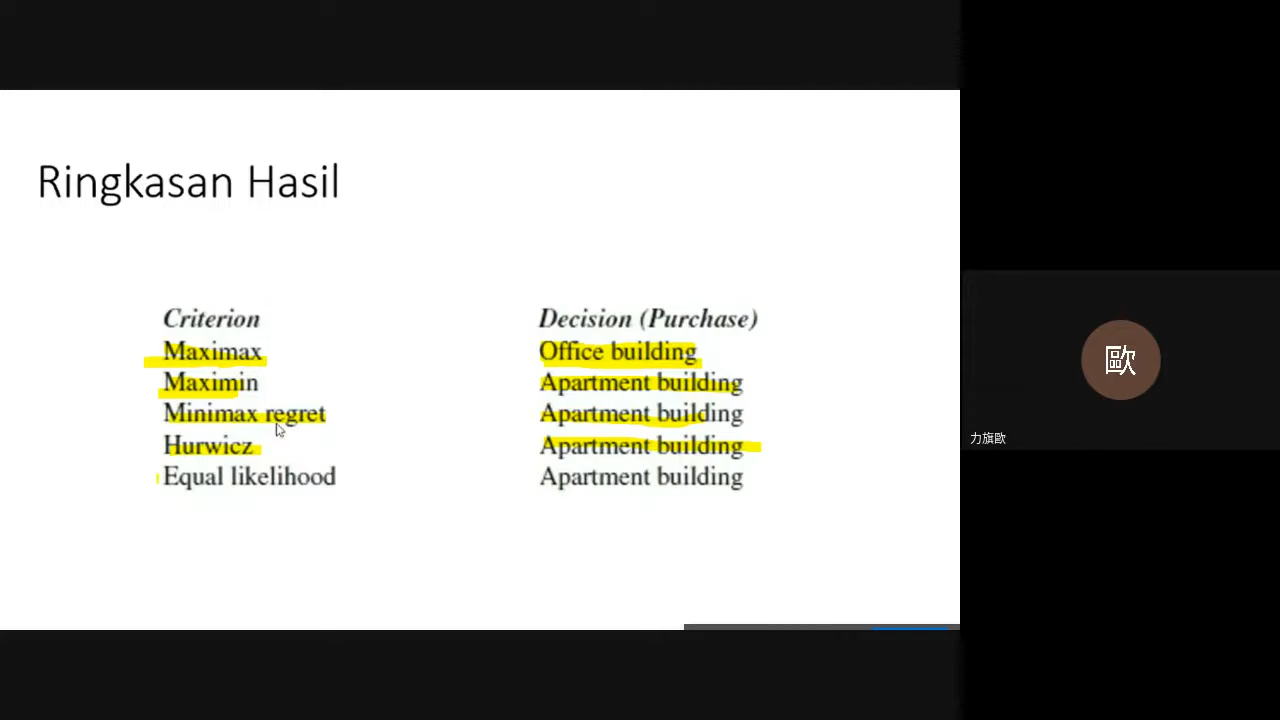 Ringkasan Hasil
Criterion Decision (Purchase)
Maximax Office building
Maximin Apartment building
Minimax regret Apartment building
Hurwicz Apartment building
Equal likelihood Apartment building
歐
力旗歐